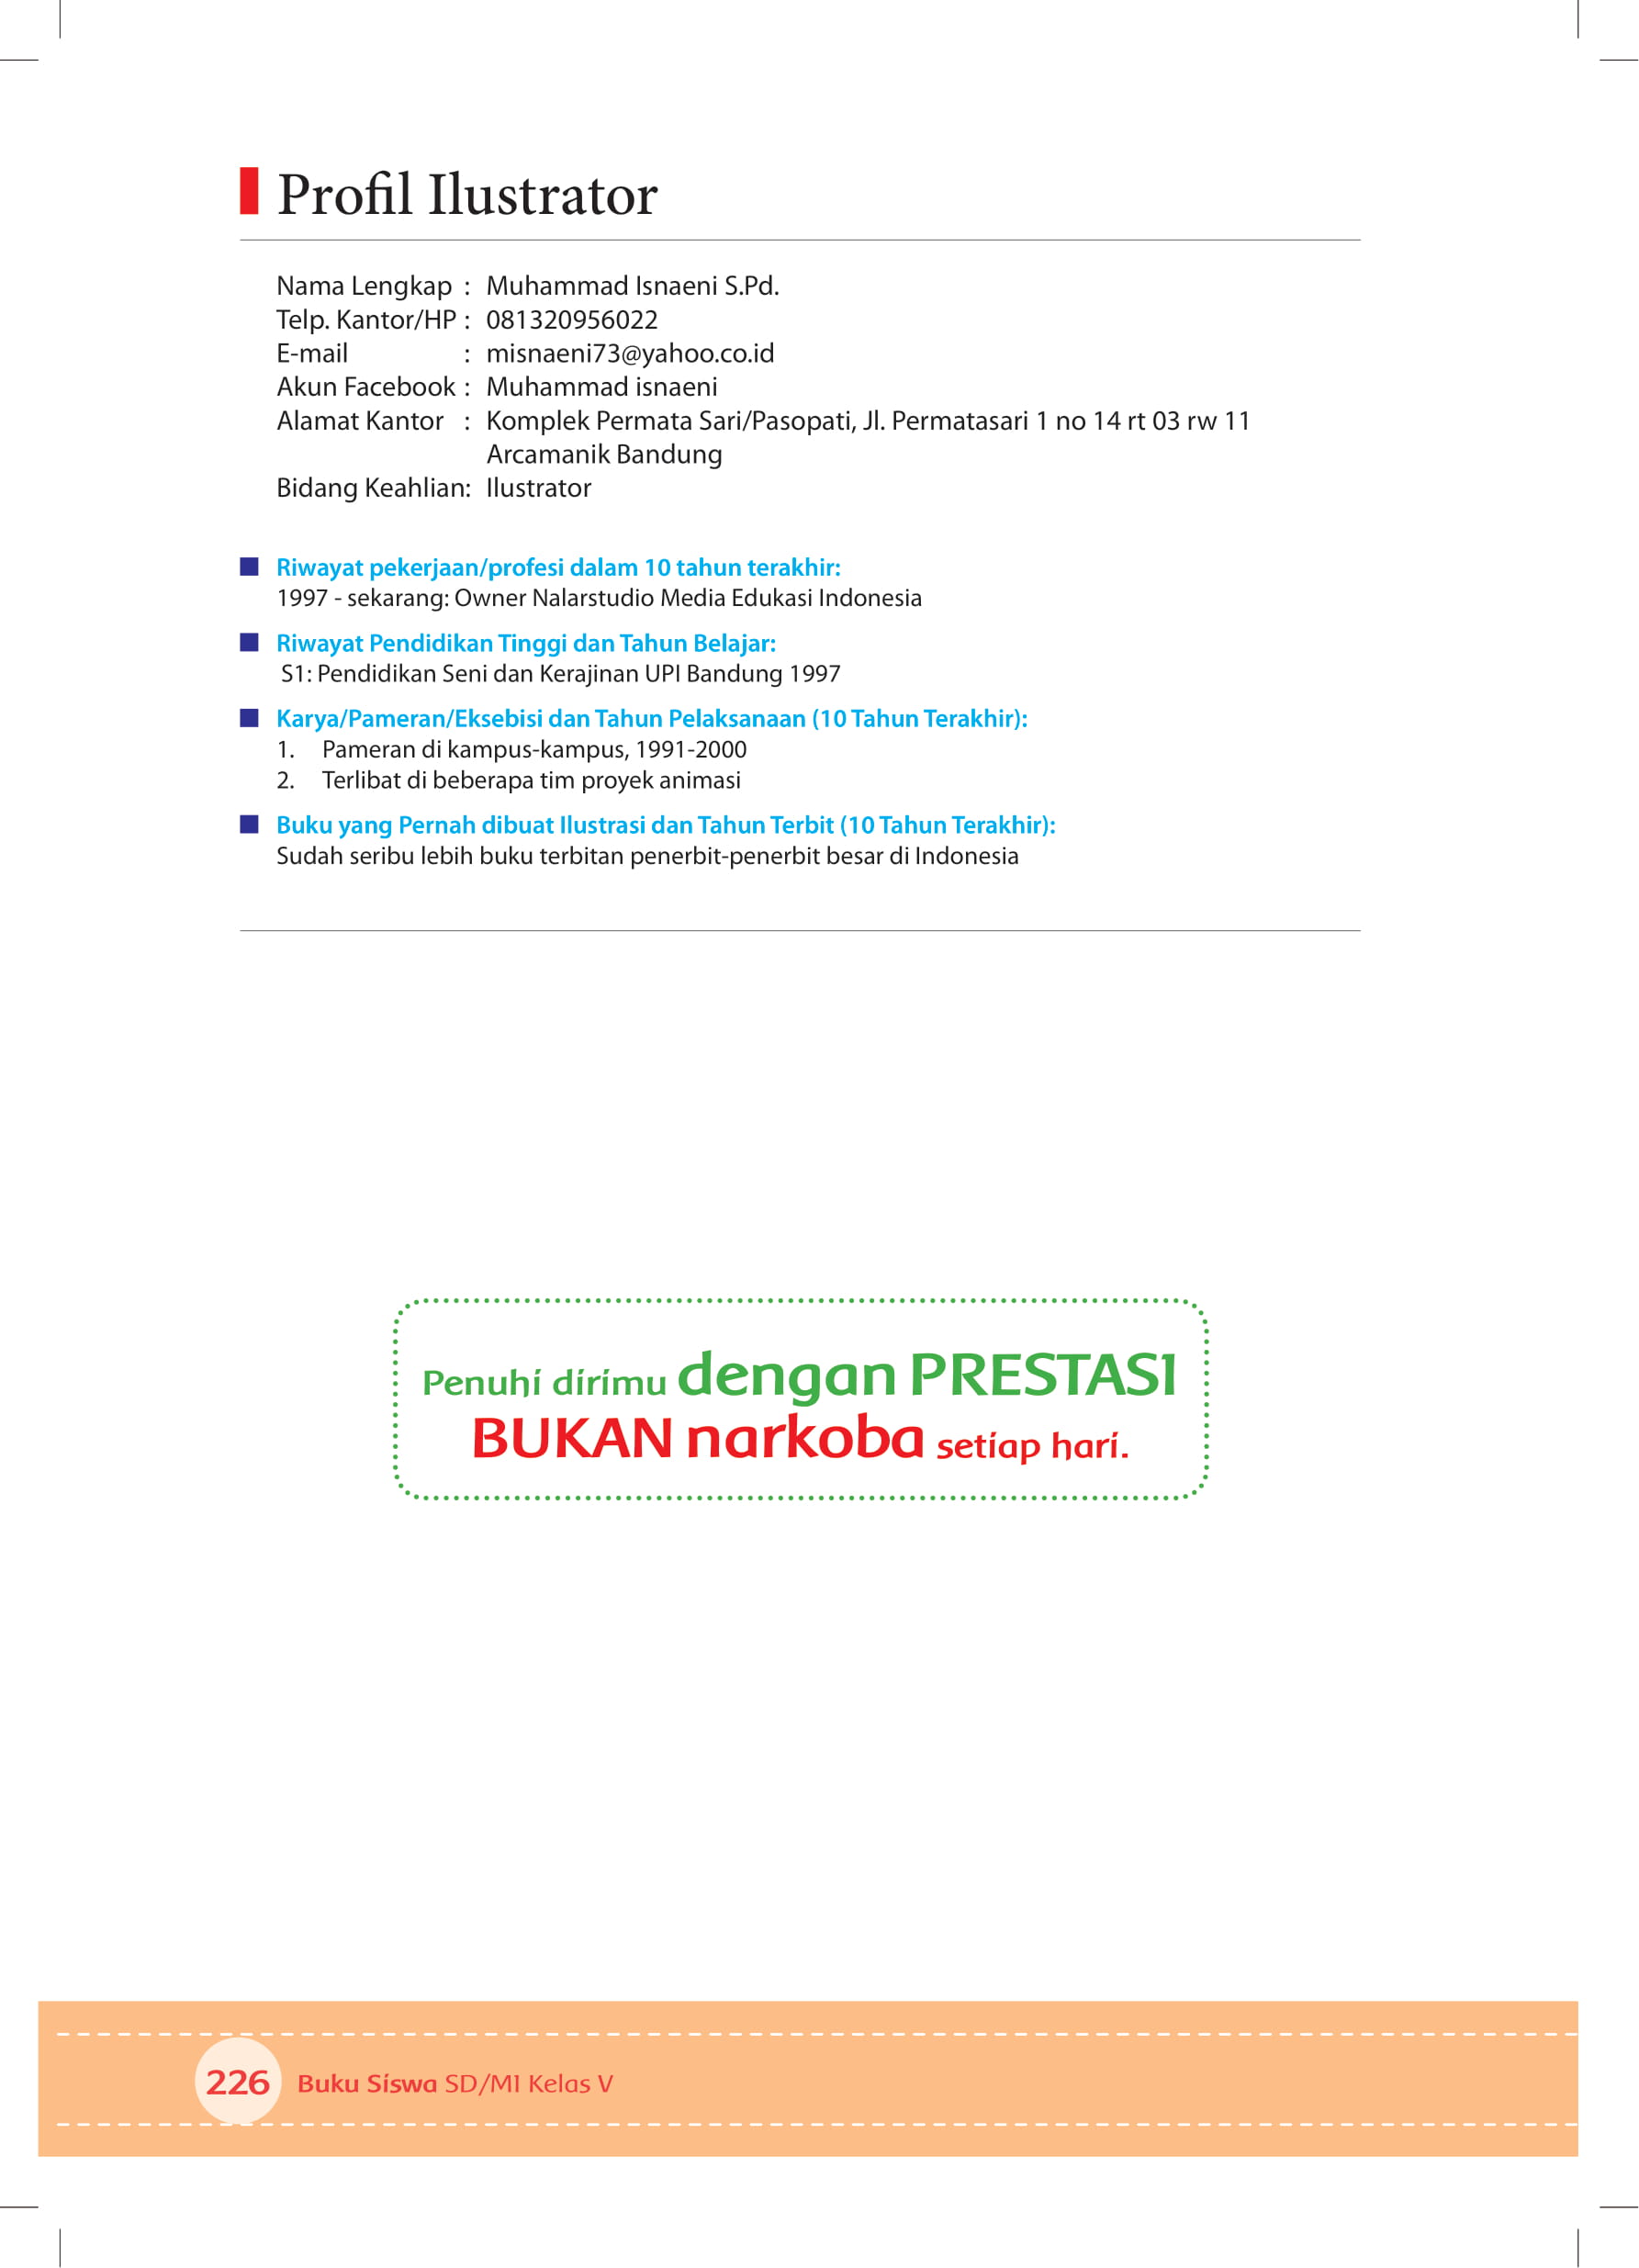 Profil Ilustrator
Nama Lengkap : Muhammad Isnaeni S.Pd.
Telp. Kantor/HP : 081320956022
E-mail : misnaeni73@yahoo.co.id
Akun Facebook : Muhammad isnaeni
Alamat Kantor : Komplek Permata Sari/Pasopati, Jl. Permatasari 1 no 14 rt 03 rw 11
Arcamanik Bandung
Bidang Keahlian: Ilustrator
Riwayat pekerjaan/profesi dalam 10 tahun terakhir:
1997 - sekarang: Owner Nalarstudio Media Edukasi Indonesia
Riwayat Pendidikan Tinggi dan Tahun Belajar:
S1: Pendidikan Seni dan Kerajinan UPI Bandung 1997
Karya/Pameran/Eksebisi dan Tahun Pelaksanaan (10 Tahun Terakhir):
1. Pameran di kampus-kampus, 1991-2000
2. Terlibat di beberapa tim proyek animasi
Buku yang Pernah dibuat Ilustrasi dan Tahun Terbit (10 Tahun Terakhir):
Sudah seribu lebih buku terbitan penerbit-penerbit besar di Indonesia
Penuhi dirimu dengan PRESTASI
BUKAN narkoba setiap hari.
226 Buku Siswa SD/MI Kelas V